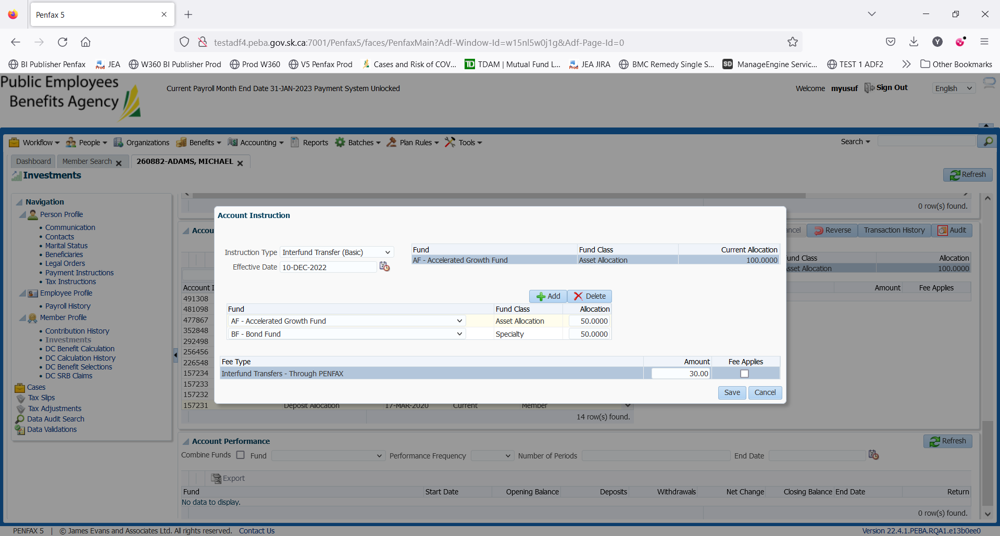 Penfax 5
testadf4.peba.gov.sk.ca:7001/Penfax5/faces/PenfaxMain?Adf-Window-Id=w15nl5w0j1g&Adf-Page-Id=0
BI Publisher Penfax JEA W360 BI Publisher Prod Prod W360 V5 Penfax Prod Cases and Risk of COV... TDAM | Mutual Fund L... JEA JIRA BMC Remedy Single S... ManageEngine Servic... TEST 1 ADF2 Other Bookmarks
Public Employees
Benefits Agency
Current Payroll Month End Date 31-JAN-2023 Payment System Unlocked
Welcome myusuf Sign Out English
Workflow People Organizations Benefits Accounting Reports Batches Plan Rules Tools Search
Dashboard Member Search 260882-ADAMS, MICHAEL
Investments Refresh
Navigation
Person Profile
Communication
Contacts
Marital Status
Beneficiaries
Legal Orders
Payment Instructions
Tax Instructions
Employee Profile
Payroll History
Member Profile
Contribution History
Investments
DC Benefit Calculation
DC Calculation History
DC Benefit Selections
DC SRB Claims
Cases
Tax Slips
Tax Adjustments
Data Audit Search
Data Validations
0 row(s) found.
Accou ncel Reverse Transaction History Audit
Fund Class Allocation
Asset Allocation 100.0000
Amount Fee Applies
Account I
491308
481098
477867
352848
292498
256456
226548
157234
157233
157232
157231 Deposit Allocation 17-MAR-2020 Current Member
14 row(s) found.
Account Instruction
Instruction Type Interfund Transfer (Basic)
Effective Date 10-DEC-2022
Fund Fund Class Current Allocation
AF - Accelerated Growth Fund Asset Allocation 100.0000
Add Delete
Fund Fund Class Allocation
AF - Accelerated Growth Fund Asset Allocation 50.0000
BF - Bond Fund Specialty 50.0000
Fee Type Amount Fee Applies
Interfund Transfers - Through PENFAX 30.00
Save Cancel
Account Performance Refresh
Combine Funds Fund Performance Frequency Number of Periods End Date
Export
Fund Start Date Opening Balance Deposits Withdrawals Net Change Closing Balance End Date Return
No data to display.
0 row(s) found.
PENFAX 5 | © James Evans and Associates Ltd. All rights reserved. Contact Us Version 22.4.1.PEBA.RQA1.e13b0ee0